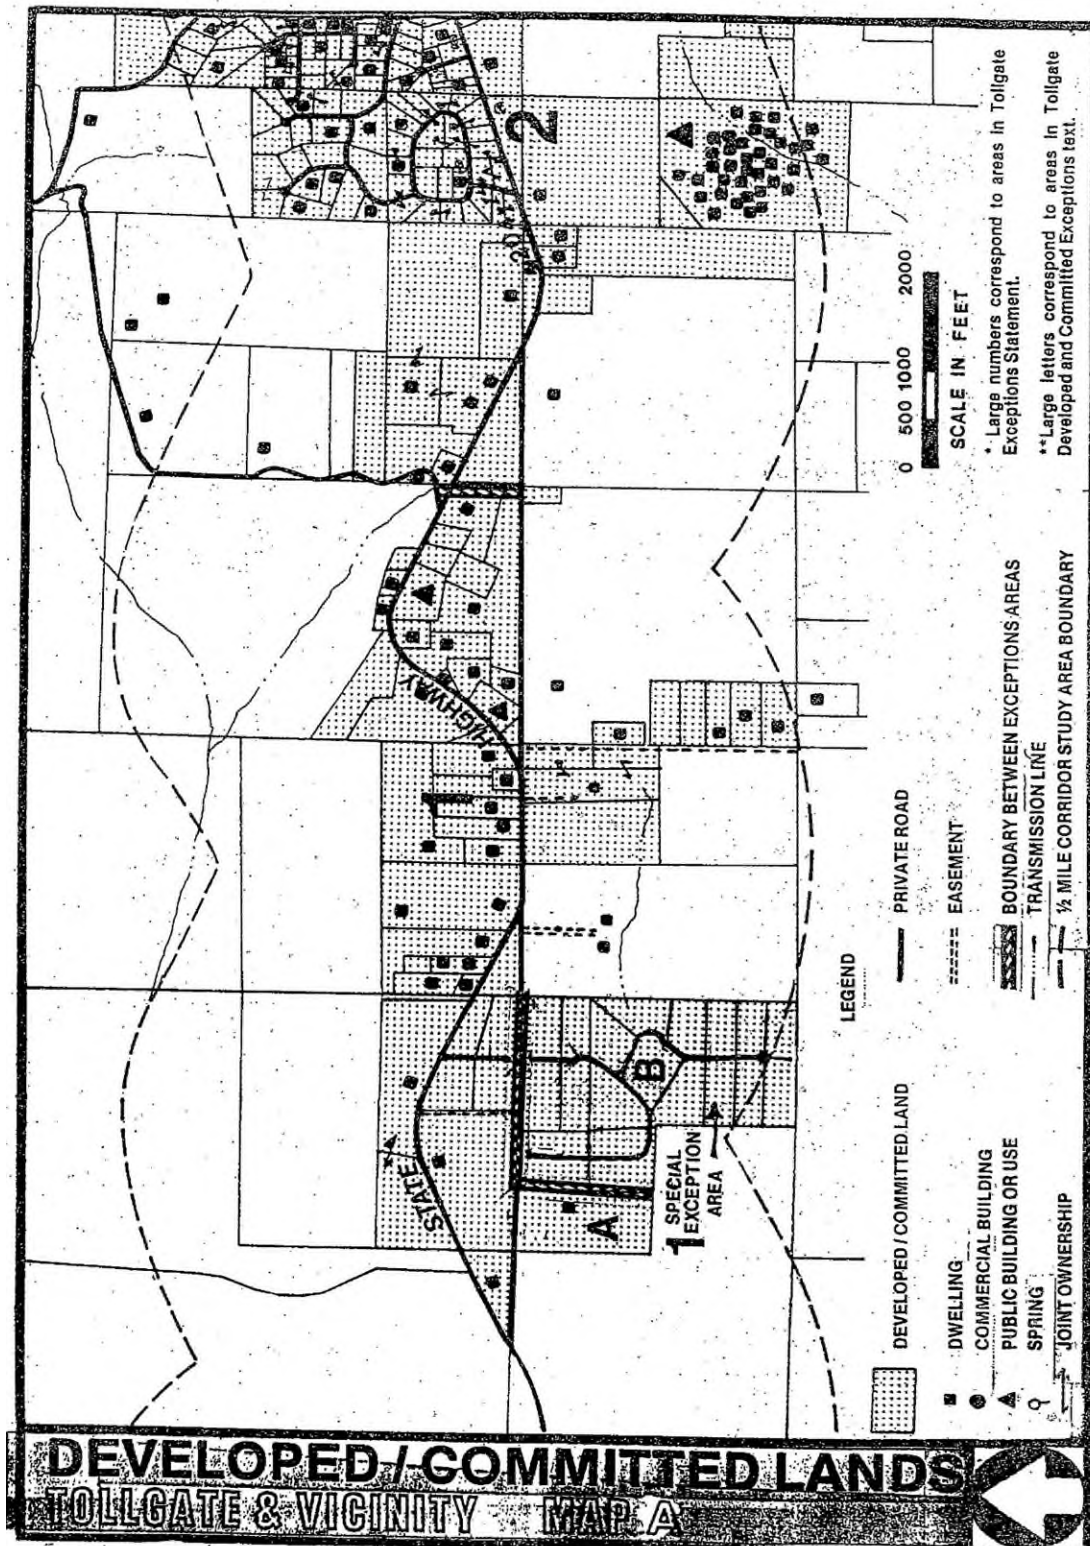 DEVELOPED / COMMITTED LANDS
TOLLGATE & VICINITY MAP A
STATE
HIGHWAY
2
A
B
1 SPECIAL
EXCEPTION
AREA
LEGEND
DEVELOPED / COMMITTED LAND
DWELLING
COMMERCIAL BUILDING
PUBLIC BUILDING OR USE
SPRING
JOINT OWNERSHIP
PRIVATE ROAD
EASEMENT
BOUNDARY BETWEEN EXCEPTIONS AREAS
TRANSMISSION LINE
½ MILE CORRIDOR STUDY AREA BOUNDARY
0 500 1000 2000
SCALE IN FEET
* Large numbers correspond to areas in Tollgate
Exceptions Statement.
**Large letters correspond to areas in Tollgate
Developed and Committed Exceptions text.